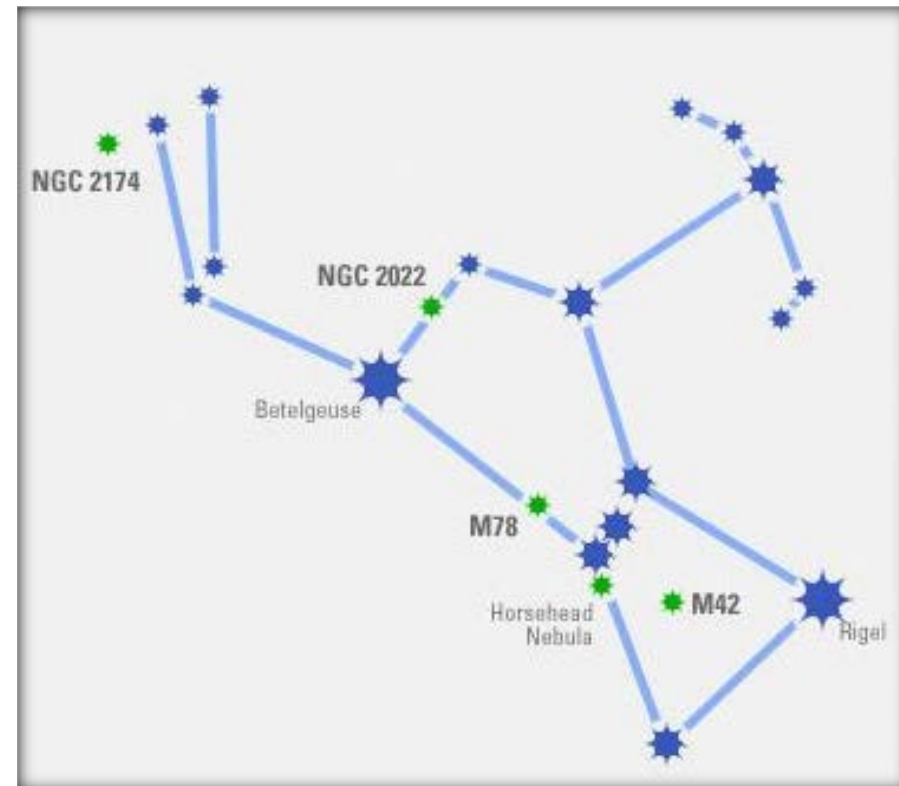 NGC 2174
NGC 2022
Betelgeuse
M78
Horsehead
Nebula
M42
Rigel